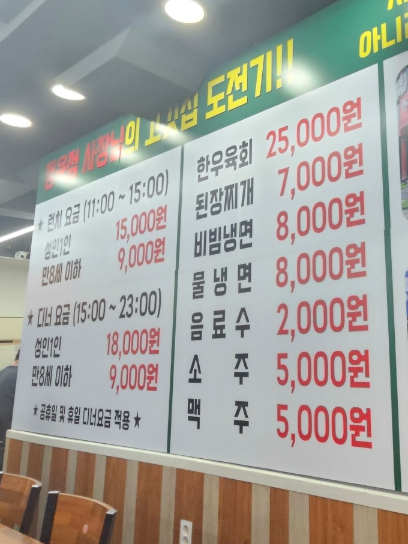 사장님의 도전기!!
아니
★ 런치 요금 (11:00 ~ 15:00)
성인1인 15,000원
만8세 이하 9,000원
★ 디너 요금 (15:00 ~ 23:00)
성인1인 18,000원
만8세 이하 9,000원
★ 공휴일 및 휴일 디너요금 적용 ★
한우육회 25,000원
된장찌개 7,000원
비빔냉면 8,000원
물냉면 8,000원
음료수 2,000원
소주 5,000원
맥주 5,000원